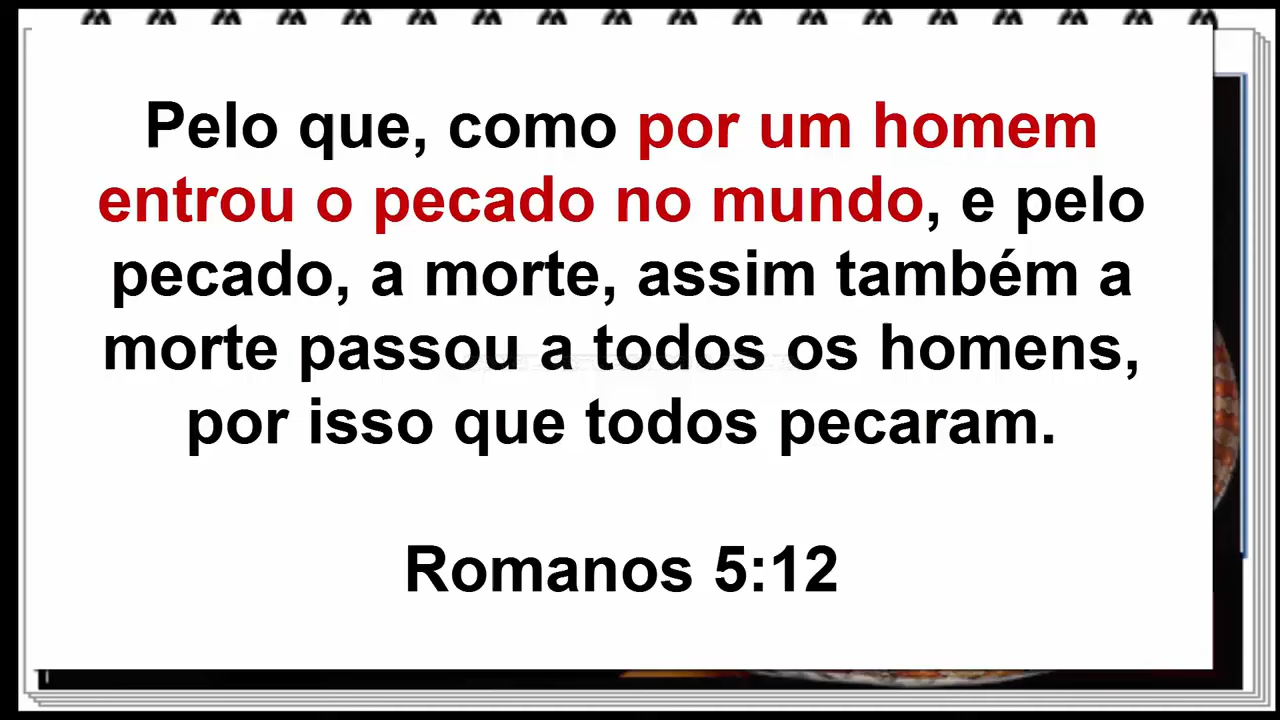 Pelo que, como por um homem
entrou o pecado no mundo, e pelo
pecado, a morte, assim também a
morte passou a todos os homens,
por isso que todos pecaram.
Romanos 5:12